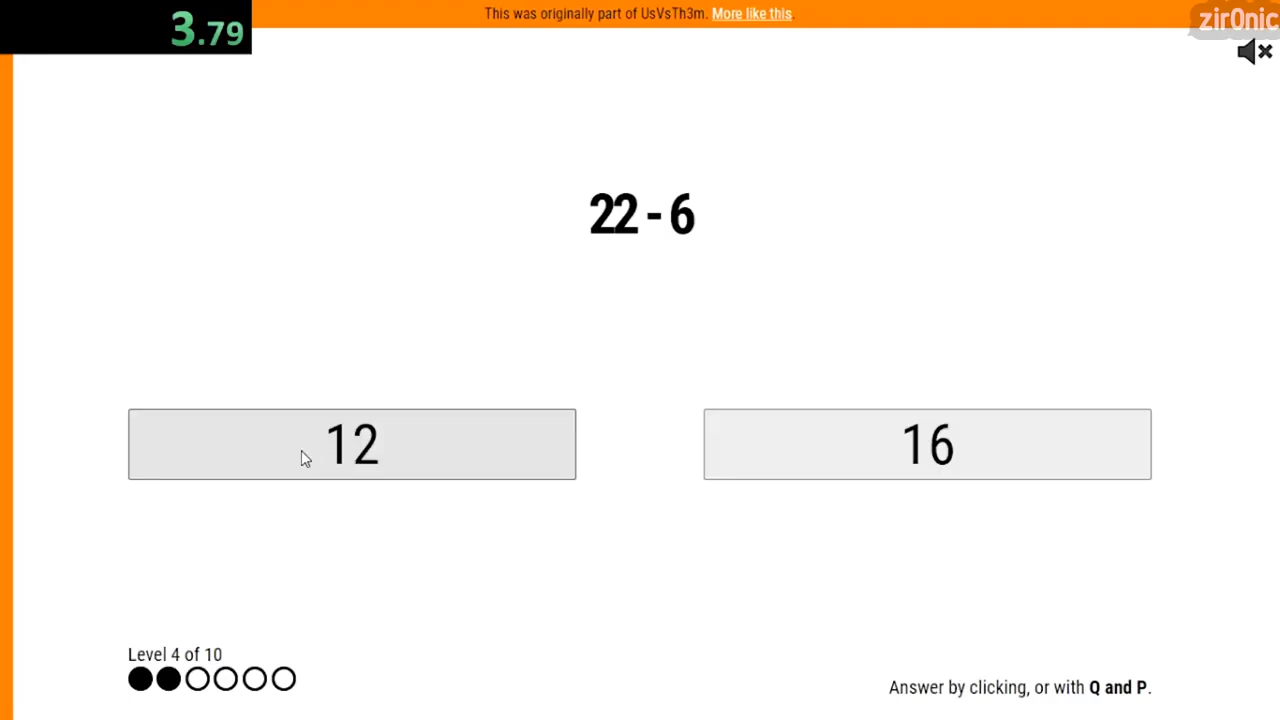 3.79
This was originally part of UsVsTh3m. More like this.
zir0nic
22 - 6
12
16
Level 4 of 10
Answer by clicking, or with Q and P.